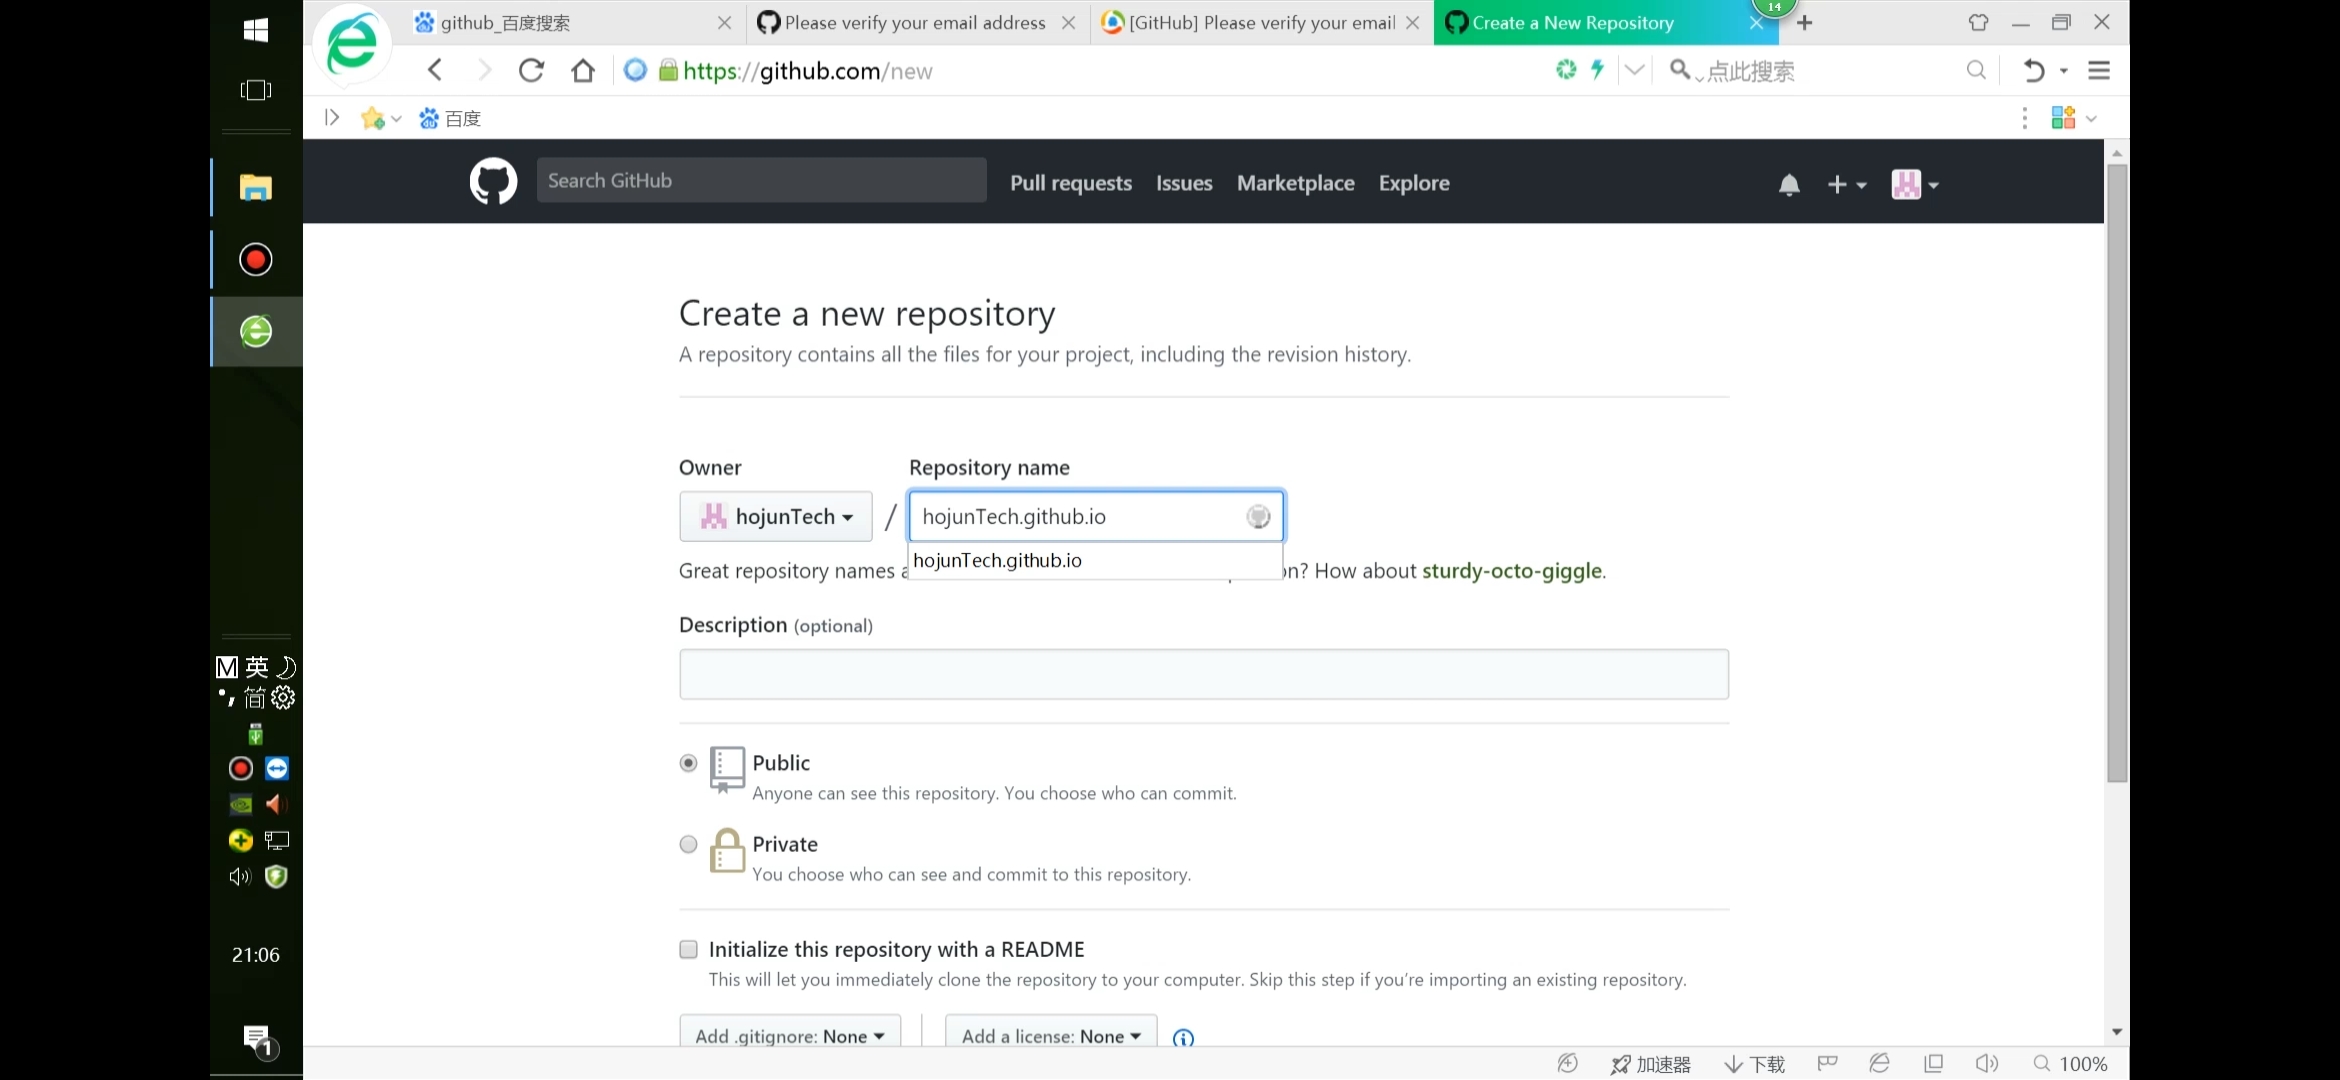 github_百度搜索
Please verify your email address
[GitHub] Please verify your email
Create a New Repository
14
https://github.com/new
点此搜索
百度
Search GitHub
Pull requests
Issues
Marketplace
Explore
Create a new repository
A repository contains all the files for your project, including the revision history.
Owner
Repository name
hojunTech
/
hojunTech.github.io
hojunTech.github.io
Great repository names a
n? How about sturdy-octo-giggle.
Description (optional)
Public
Anyone can see this repository. You choose who can commit.
Private
You choose who can see and commit to this repository.
Initialize this repository with a README
This will let you immediately clone the repository to your computer. Skip this step if you’re importing an existing repository.
Add .gitignore: None
Add a license: None
M 英
简
21:06
1
加速器
下载
100%